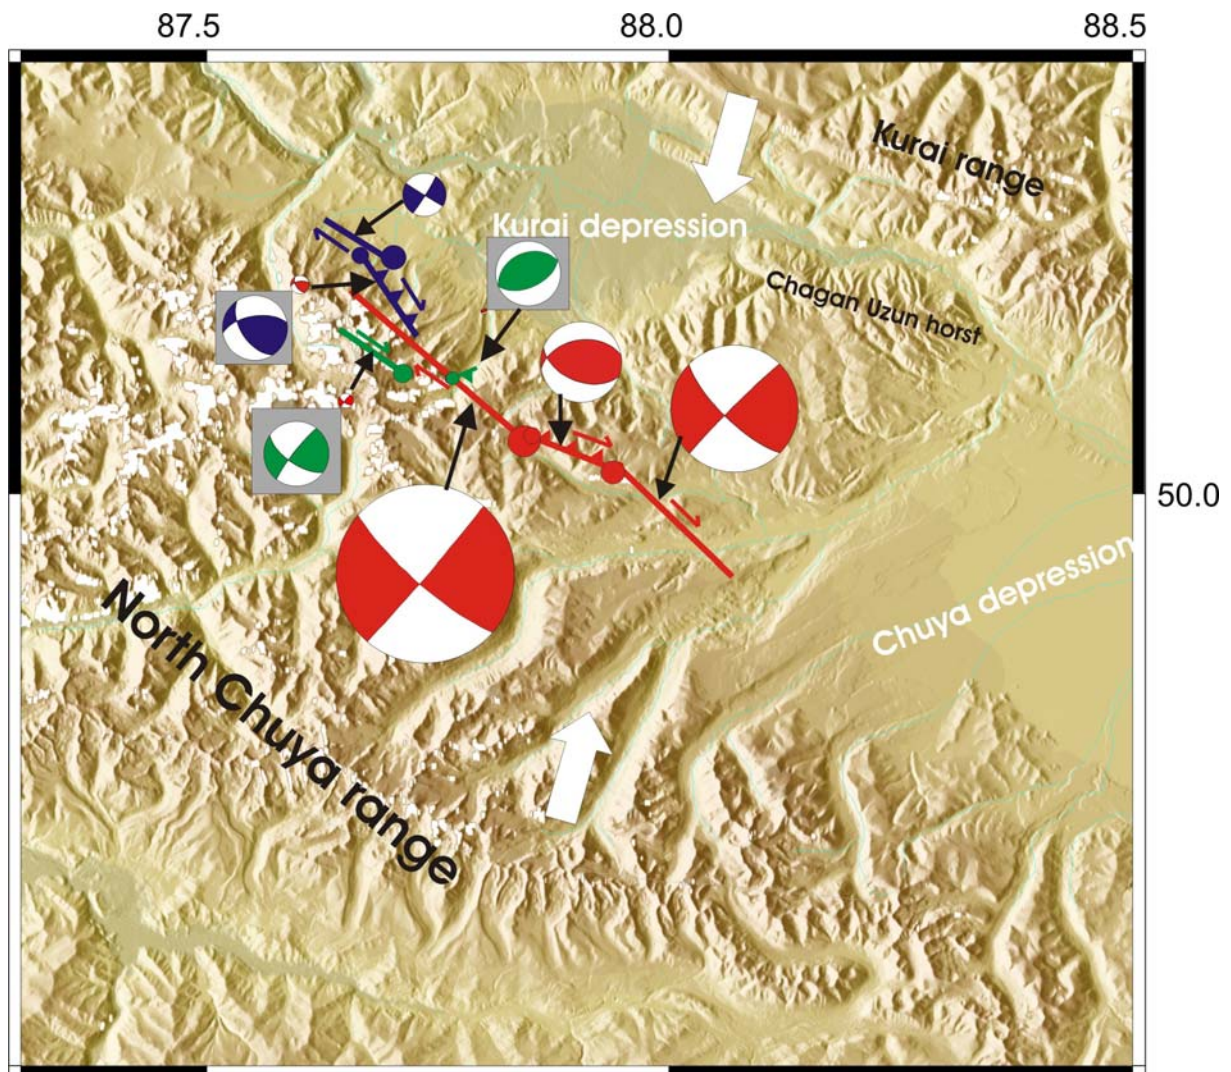 87.5
88.0
88.5
Kurai range
Kurai depression
Chagan Uzun horst
50.0
Chuya depression
North Chuya range